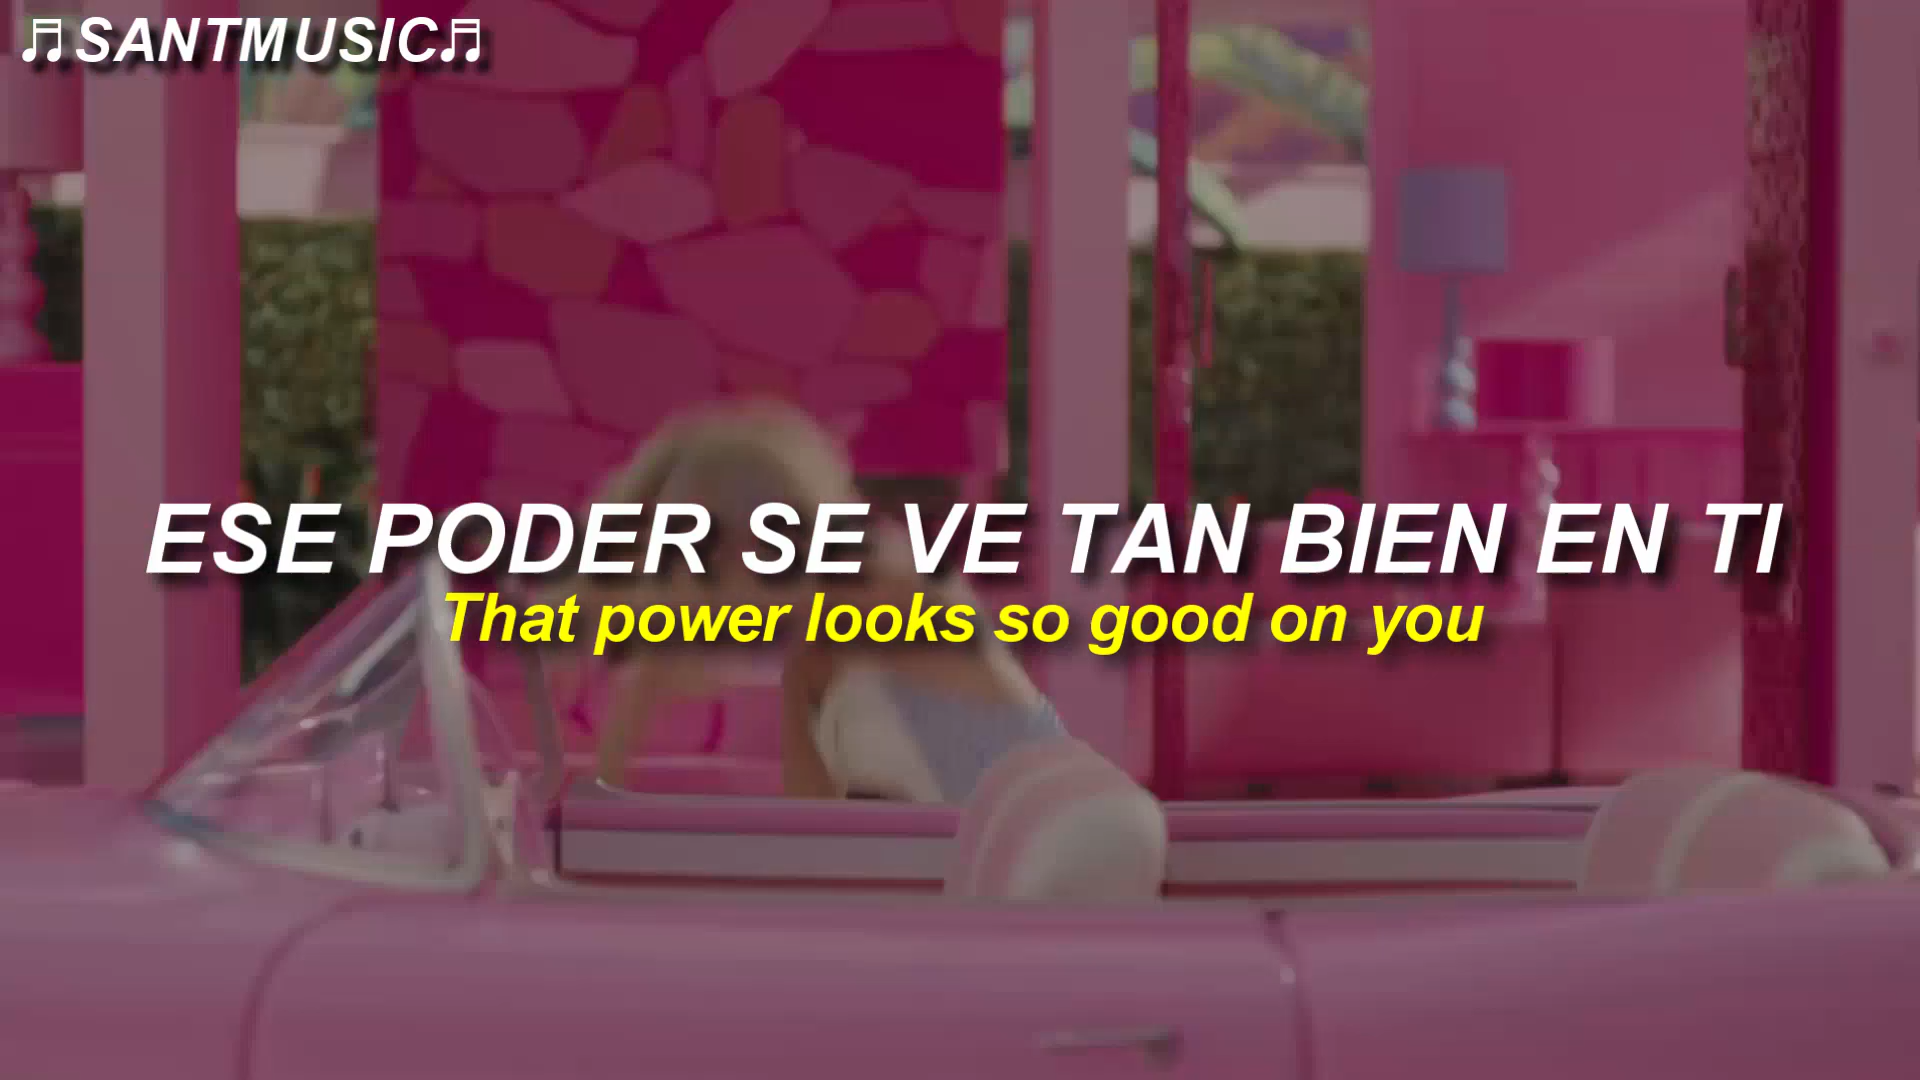 ♫SANTMUSIC♫
ESE PODER SE VE TAN BIEN EN TI
That power looks so good on you